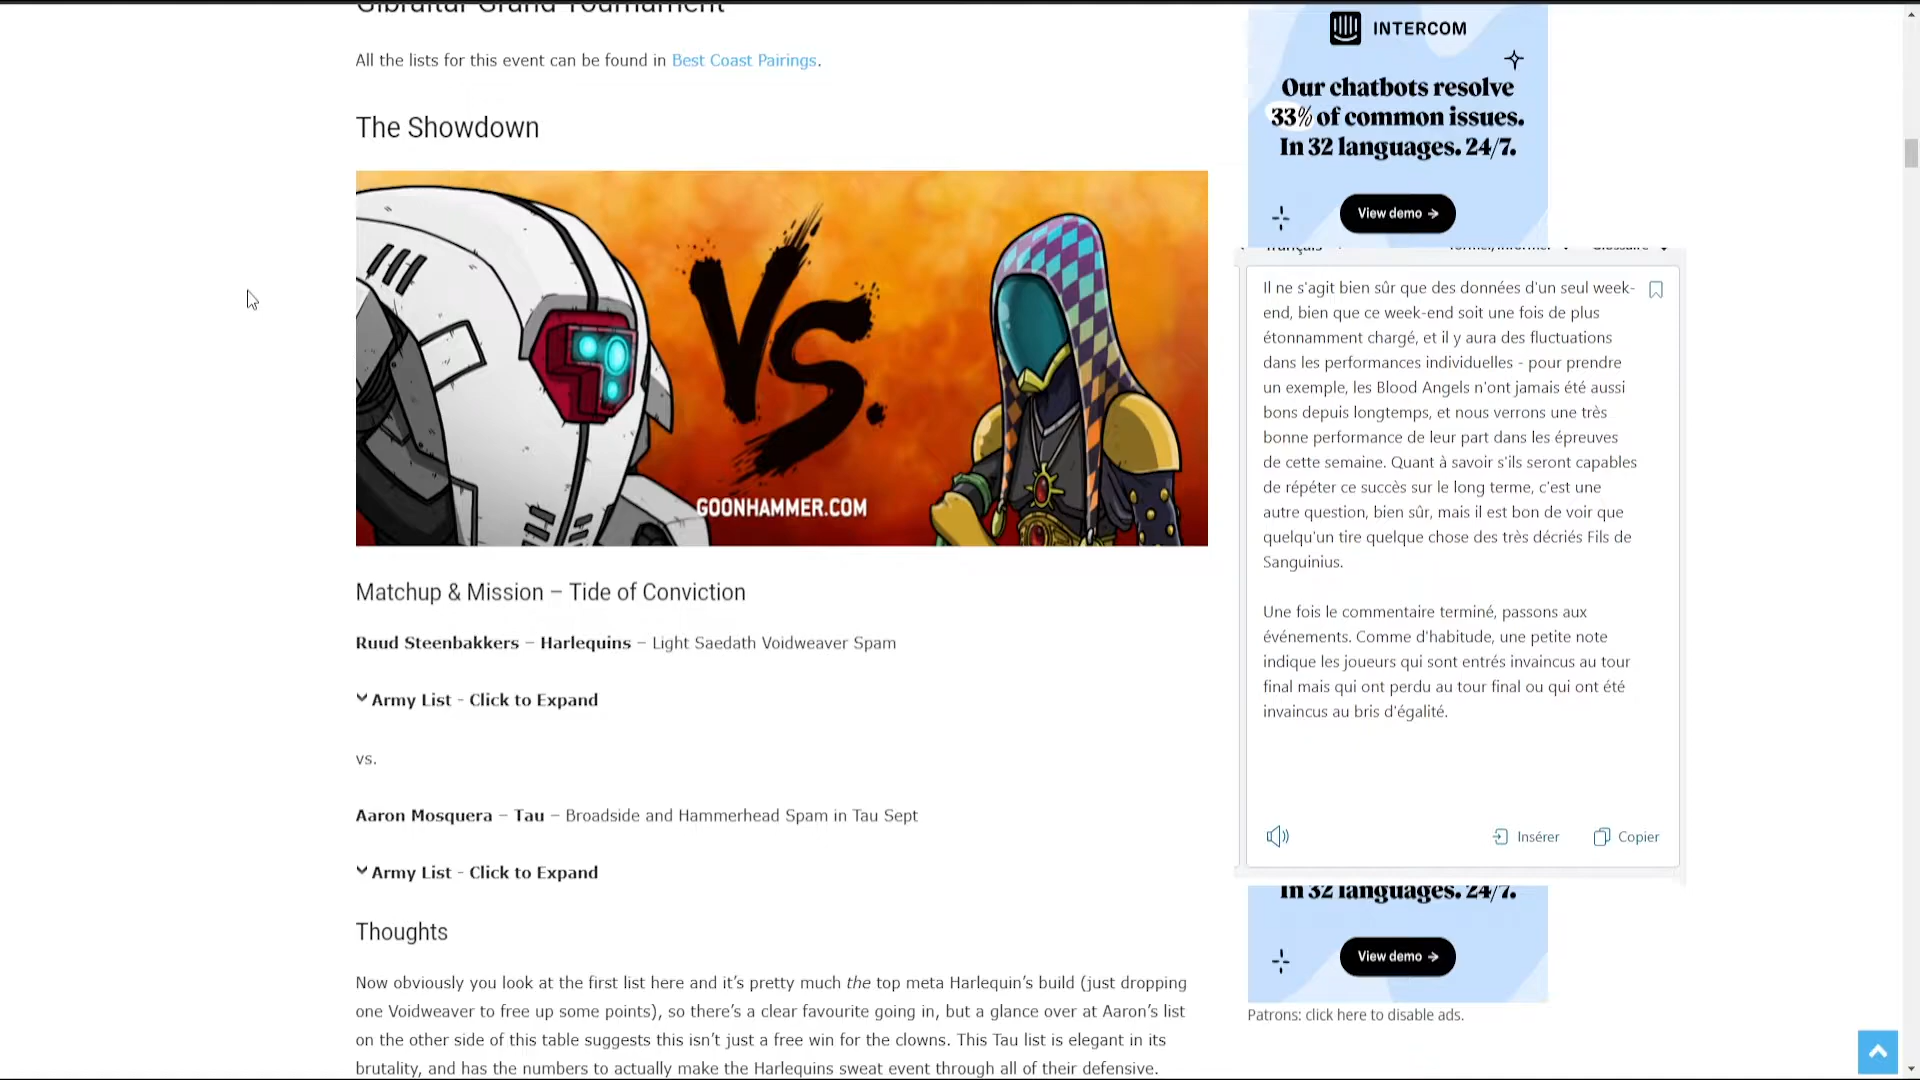 Gibraltar Grand Tournament
All the lists for this event can be found in Best Coast Pairings.
The Showdown
VS.
GOONHAMMER.COM
Matchup & Mission – Tide of Conviction
Ruud Steenbakkers – Harlequins – Light Saedath Voidweaver Spam
Army List - Click to Expand
vs.
Aaron Mosquera – Tau – Broadside and Hammerhead Spam in Tau Sept
Army List - Click to Expand
Thoughts
Now obviously you look at the first list here and it’s pretty much the top meta Harlequin’s build (just dropping
one Voidweaver to free up some points), so there’s a clear favourite going in, but a glance over at Aaron’s list
on the other side of this table suggests this isn’t just a free win for the clowns. This Tau list is elegant in its
brutality, and has the numbers to actually make the Harlequins sweat event through all of their defensive.
INTERCOM
Our chatbots resolve
33% of common issues.
In 32 languages. 24/7.
View demo →
français
Glossaire
Il ne s'agit bien sûr que des données d'un seul week-
end, bien que ce week-end soit une fois de plus
étonnamment chargé, et il y aura des fluctuations
dans les performances individuelles - pour prendre
un exemple, les Blood Angels n'ont jamais été aussi
bons depuis longtemps, et nous verrons une très
bonne performance de leur part dans les épreuves
de cette semaine. Quant à savoir s'ils seront capables
de répéter ce succès sur le long terme, c'est une
autre question, bien sûr, mais il est bon de voir que
quelqu'un tire quelque chose des très décriés Fils de
Sanguinius.
Une fois le commentaire terminé, passons aux
événements. Comme d'habitude, une petite note
indique les joueurs qui sont entrés invaincus au tour
final mais qui ont perdu au tour final ou qui ont été
invaincus au bris d'égalité.
Insérer
Copier
In 32 languages. 24/7.
View demo →
Patrons: click here to disable ads.